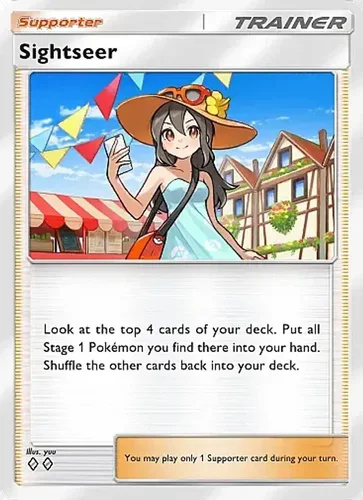 Supporter
TRAINER
Sightseer
Look at the top 4 cards of your deck. Put all
Stage 1 Pokémon you find there into your hand.
Shuffle the other cards back into your deck.
Illus. you
You may play only 1 Supporter card during your turn.